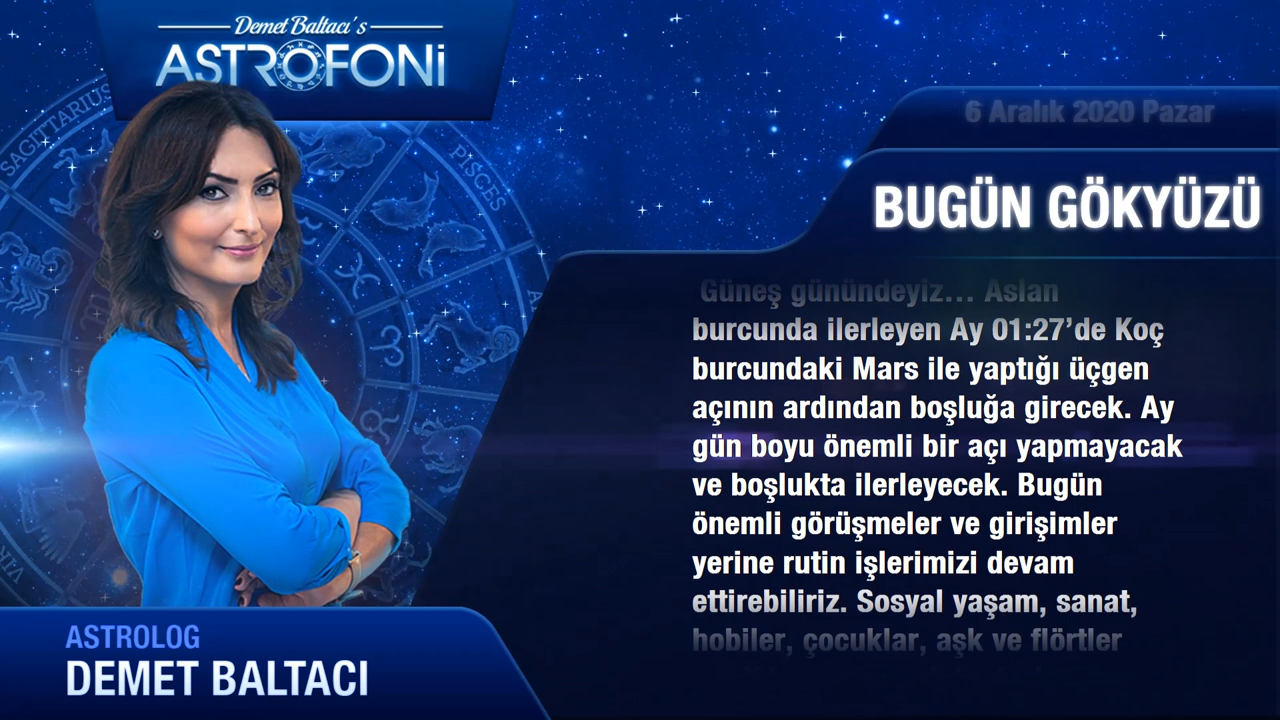 Demet Baltacı's
ASTROFONi
SAGITTARIUS
PISCES
6 Aralık 2020 Pazar
BUGÜN GÖKYÜZÜ
Güneş günündeyiz... Aslan
burcunda ilerleyen Ay 01:27’de Koç
burcundaki Mars ile yaptığı üçgen
açının ardından boşluğa girecek. Ay
gün boyu önemli bir açı yapmayacak
ve boşlukta ilerleyecek. Bugün
önemli görüşmeler ve girişimler
yerine rutin işlerimizi devam
ettirebiliriz. Sosyal yaşam, sanat,
hobiler, çocuklar, aşk ve flörtler
ASTROLOG
DEMET BALTACI